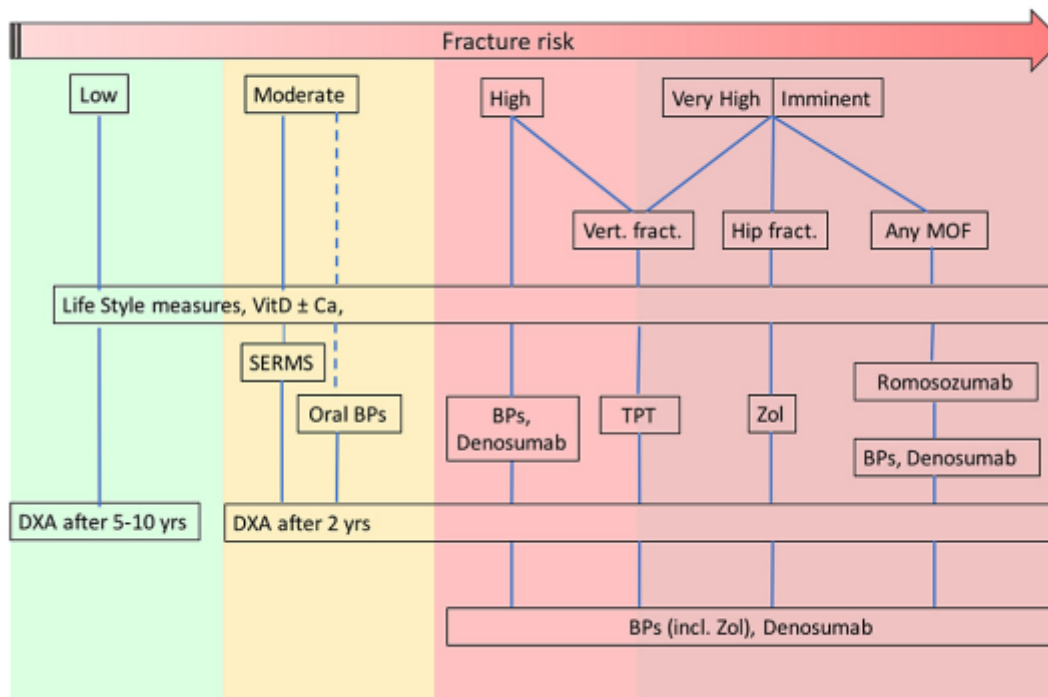 Fracture risk
Low
Moderate
High
Very High
Imminent
Vert. fract.
Hip fract.
Any MOF
Life Style measures, VitD ± Ca,
SERMS
Oral BPs
BPs,
Denosumab
TPT
Zol
Romosozumab
BPs, Denosumab
DXA after 5-10 yrs
DXA after 2 yrs
BPs (incl. Zol), Denosumab